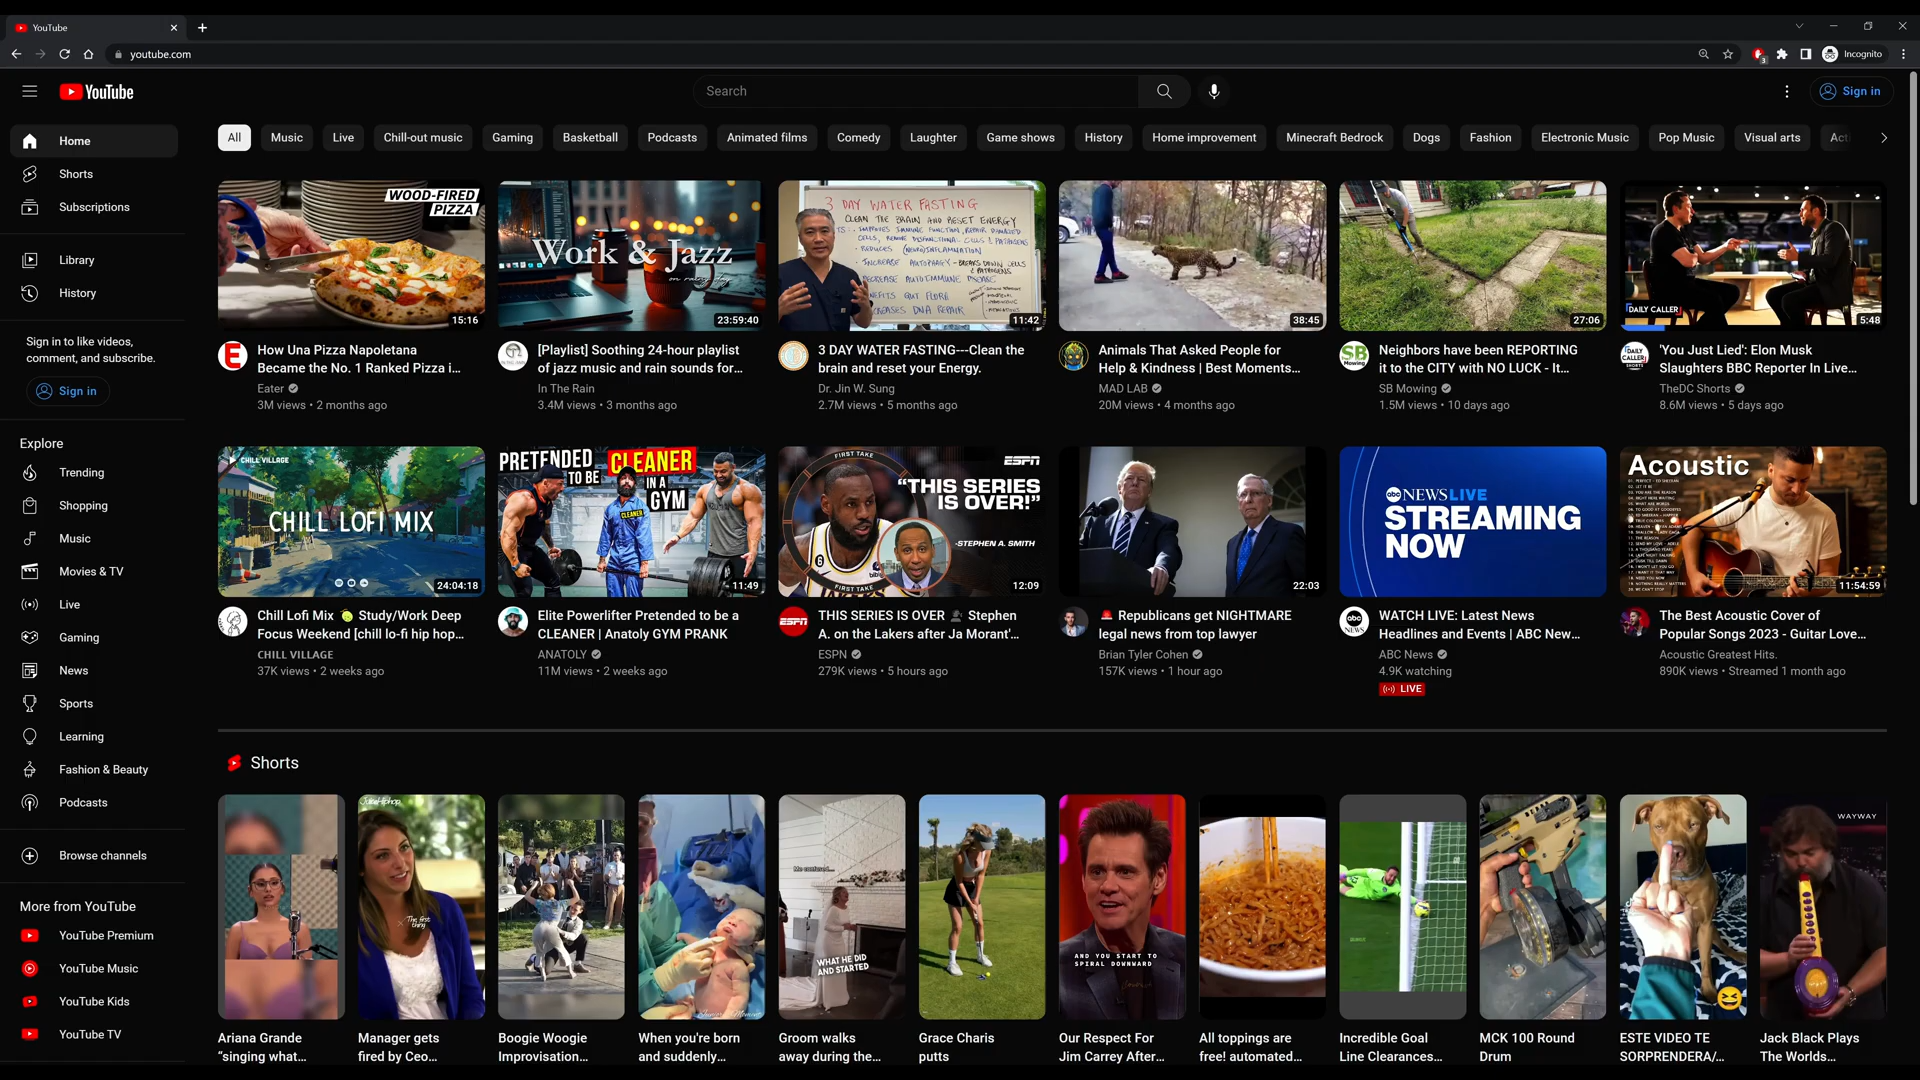 YouTube
youtube.com
Incognito
YouTube
Search
Sign in
Home
Shorts
Subscriptions
Library
History
Sign in to like videos,
comment, and subscribe.
Sign in
Explore
Trending
Shopping
Music
Movies & TV
Live
Gaming
News
Sports
Learning
Fashion & Beauty
Podcasts
Browse channels
More from YouTube
YouTube Premium
YouTube Music
YouTube Kids
YouTube TV
All Music Live Chill-out music Gaming Basketball Podcasts Animated films Comedy Laughter Game shows History Home improvement Minecraft Bedrock Dogs Fashion Electronic Music Pop Music Visual arts
WOOD-FIRED
PIZZA
15:16
How Una Pizza Napoletana
Became the No. 1 Ranked Pizza i...
Eater
3M views • 2 months ago
Work & Jazz
23:59:40
[Playlist] Soothing 24-hour playlist
of jazz music and rain sounds for...
In The Rain
3.4M views • 3 months ago
3 DAY WATER FASTING
CLEAN THE BRAIN AND RESET ENERGY
11:42
3 DAY WATER FASTING---Clean the
brain and reset your Energy.
Dr. Jin W. Sung
2.7M views • 5 months ago
38:45
Animals That Asked People for
Help & Kindness | Best Moments...
MAD LAB
20M views • 4 months ago
27:06
SB
Mowing
Neighbors have been REPORTING
it to the CITY with NO LUCK - It...
SB Mowing
1.5M views • 10 days ago
DAILY CALLER
5:48
'You Just Lied': Elon Musk
Slaughters BBC Reporter In Live...
TheDC Shorts
8.6M views • 5 days ago
CHILL VILLAGE
CHILL LOFI MIX
24:04:18
Chill Lofi Mix Study/Work Deep
Focus Weekend [chill lo-fi hip hop...
CHILL VILLAGE
37K views • 2 weeks ago
PRETENDED
TO BE
CLEANER
IN A
GYM
CLEANER
11:49
Elite Powerlifter Pretended to be a
CLEANER | Anatoly GYM PRANK
ANATOLY
11M views • 2 weeks ago
FIRST TAKE
ESPN
“THIS SERIES
IS OVER!”
-STEPHEN A. SMITH
FIRST TAKE
12:09
ESPN
THIS SERIES IS OVER Stephen
A. on the Lakers after Ja Morant'...
ESPN
279K views • 5 hours ago
22:03
Republicans get NIGHTMARE
legal news from top lawyer
Brian Tyler Cohen
157K views • 1 hour ago
abc NEWS LIVE
STREAMING
NOW
abc
NEWS
WATCH LIVE: Latest News
Headlines and Events | ABC New...
ABC News
4.9K watching
LIVE
Acoustic
11:54:59
The Best Acoustic Cover of
Popular Songs 2023 - Guitar Love...
Acoustic Greatest Hits.
890K views • Streamed 1 month ago
Shorts
Ariana Grande
“singing what...
The first
thing
Manager gets
fired by Ceo...
Boogie Woogie
Improvisation...
When you're born
and suddenly...
WHAT HE DID
AND STARTED
Groom walks
away during the...
Grace Charis
putts
AND YOU START TO
SPIRAL DOWNWARD
Our Respect For
Jim Carrey After...
All toppings are
free! automated...
Incredible Goal
Line Clearances...
MCK 100 Round
Drum
ESTE VIDEO TE
SORPRENDERA/...
WAYWAY
Jack Black Plays
The Worlds...